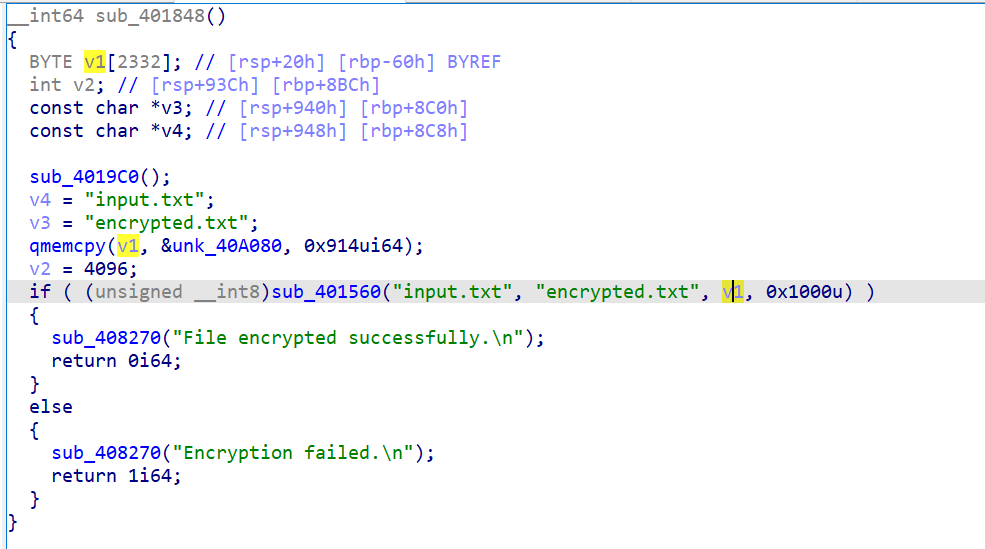 __int64 sub_401848()
{
BYTE v1[2332]; // [rsp+20h] [rbp-60h] BYREF
int v2; // [rsp+93Ch] [rbp+8BCh]
const char *v3; // [rsp+940h] [rbp+8C0h]
const char *v4; // [rsp+948h] [rbp+8C8h]
sub_4019C0();
v4 = "input.txt";
v3 = "encrypted.txt";
qmemcpy(v1, &unk_40A080, 0x914ui64);
v2 = 4096;
if ( (unsigned __int8)sub_401560("input.txt", "encrypted.txt", v1, 0x1000u) )
{
sub_408270("File encrypted successfully.\n");
return 0i64;
}
else
{
sub_408270("Encryption failed.\n");
return 1i64;
}
}